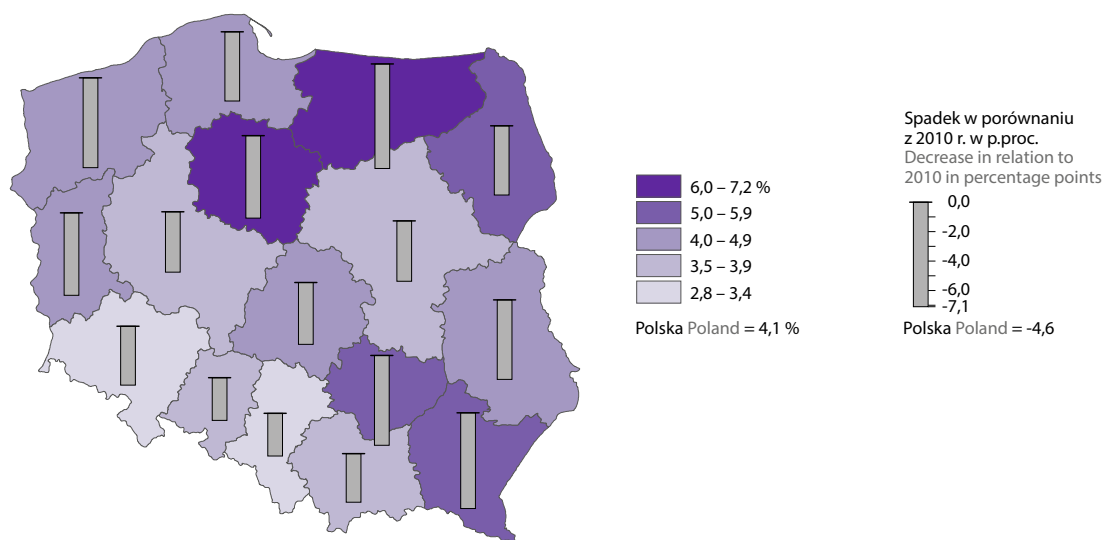 6,0 – 7,2 %
5,0 – 5,9
4,0 – 4,9
3,5 – 3,9
2,8 – 3,4
Polska Poland = 4,1 %
Spadek w porównaniu
z 2010 r. w p.proc.
Decrease in relation to
2010 in percentage points
0,0
-2,0
-4,0
-6,0
-7,1
Polska Poland = -4,6